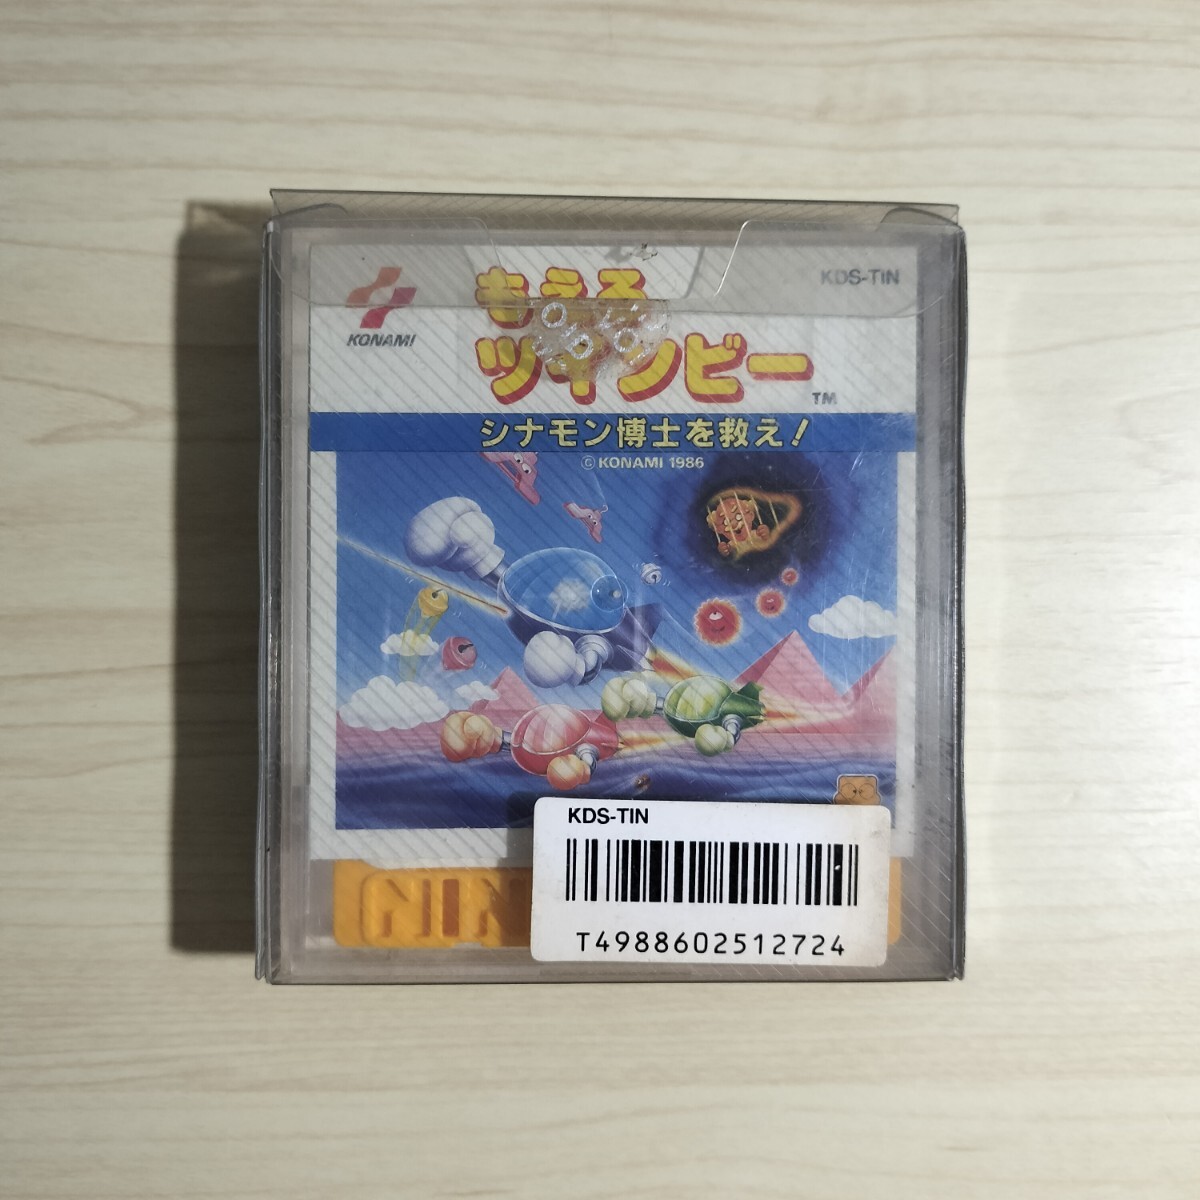 KONAMI
KDS-TIN
もえろ
ツインビー
TM
シナモン博士を救え!
© KONAMI 1986
KDS-TIN
NIN
T4988602512724